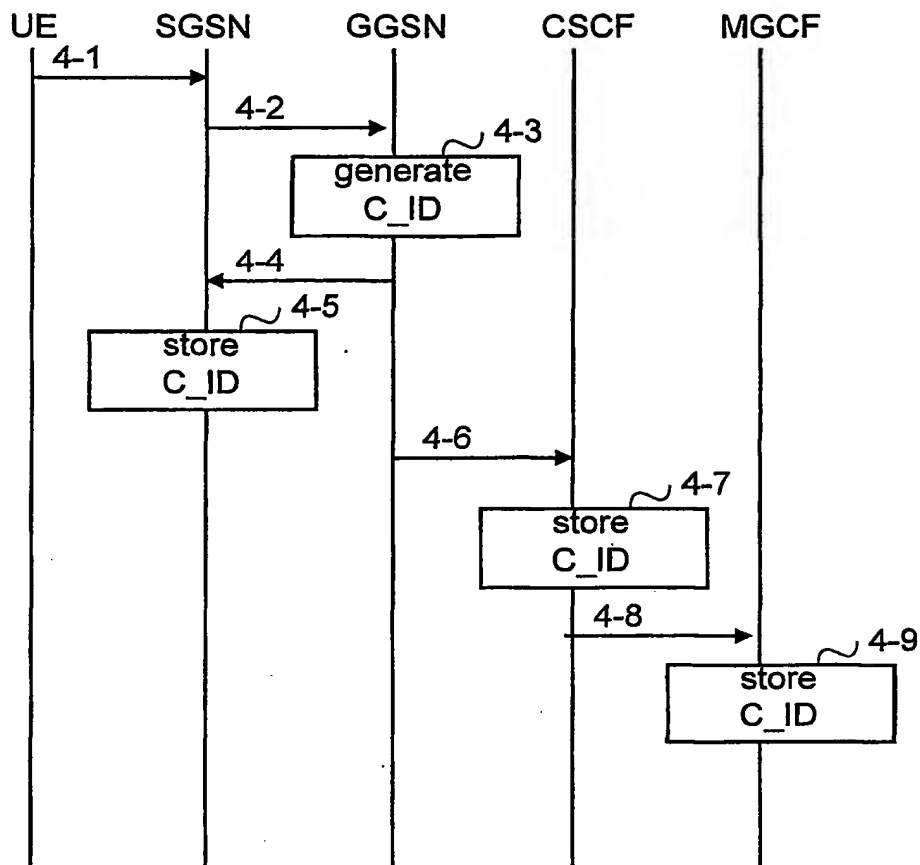 UE SGSN GGSN CSCF MGCF
4-1
4-2
4-3
generate
C_ID
4-4
4-5
store
C_ID
4-6
4-7
store
C_ID
4-8
4-9
store
C_ID